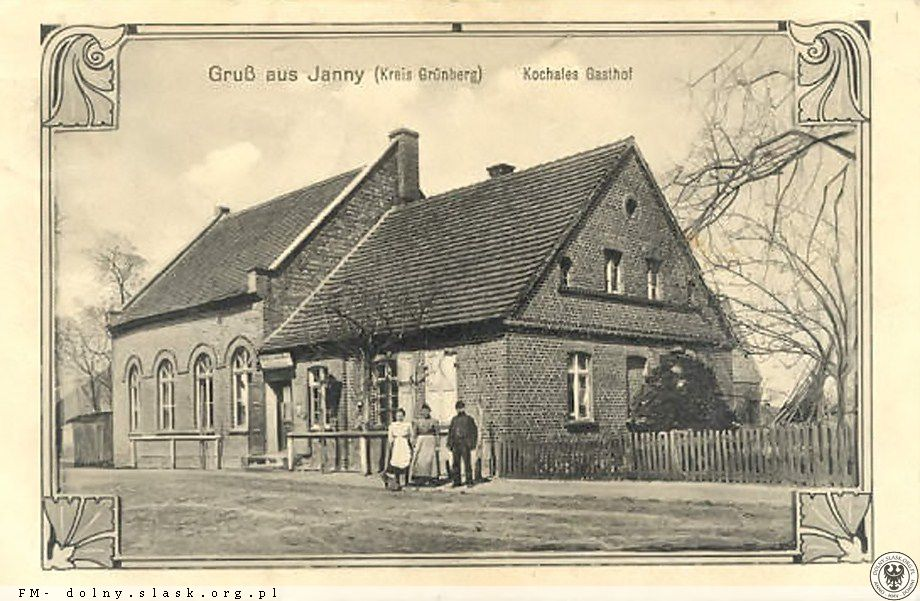 Gruß aus Janny (Kreis Grünberg) Kochales Gasthof
FM- dolny.slask.org.pl